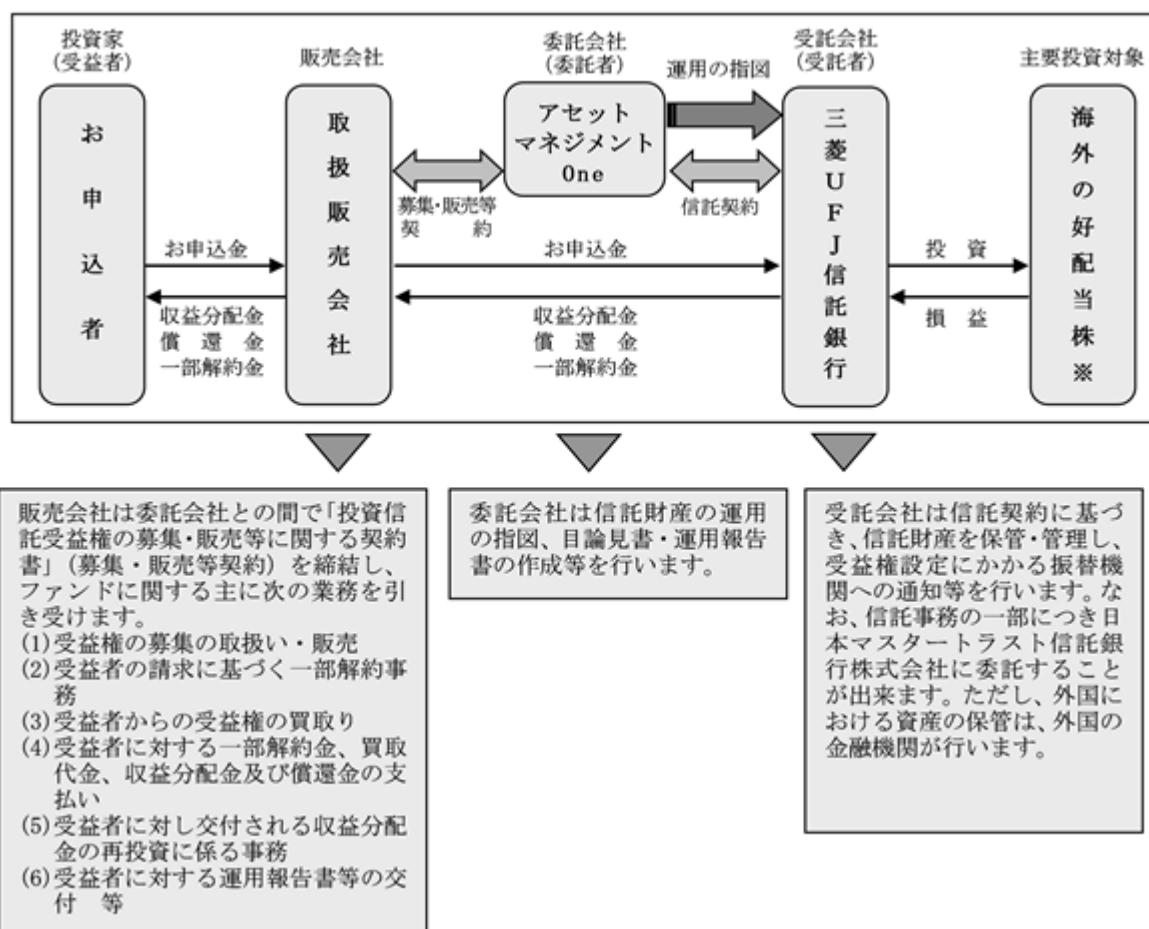 投資家
(受益者)
販売会社
委託会社
(委託者)
受託会社
(受託者)
主要投資対象
お申込者
取扱販売会社
アセット
マネジメント
One
運用の指図
三菱UFJ信託銀行
海外の好配当株※
募集・販売等
契　約
信託契約
お申込金
収益分配金
償　還　金
一部解約金
お申込金
収益分配金
償　還　金
一部解約金
投　資
損　益
販売会社は委託会社との間で「投資信
託受益権の募集・販売等に関する契約
書」(募集・販売等契約)を締結し、
ファンドに関する主に次の業務を引
き受けます。
(1)受益権の募集の取扱い・販売
(2)受益者の請求に基づく一部解約事
務
(3)受益者からの受益権の買取り
(4)受益者に対する一部解約金、買取
代金、収益分配金及び償還金の支
払い
(5)受益者に対し交付される収益分配
金の再投資に係る事務
(6)受益者に対する運用報告書等の交
付　等
委託会社は信託財産の運用
の指図、目論見書・運用報告
書の作成等を行います。
受託会社は信託契約に基づ
き、信託財産を保管・管理し、
受益権設定にかかる振替機
関への通知等を行います。な
お、信託事務の一部につき日
本マスタートラスト信託銀
行株式会社に委託すること
が出来ます。ただし、外国に
おける資産の保管は、外国の
金融機関が行います。